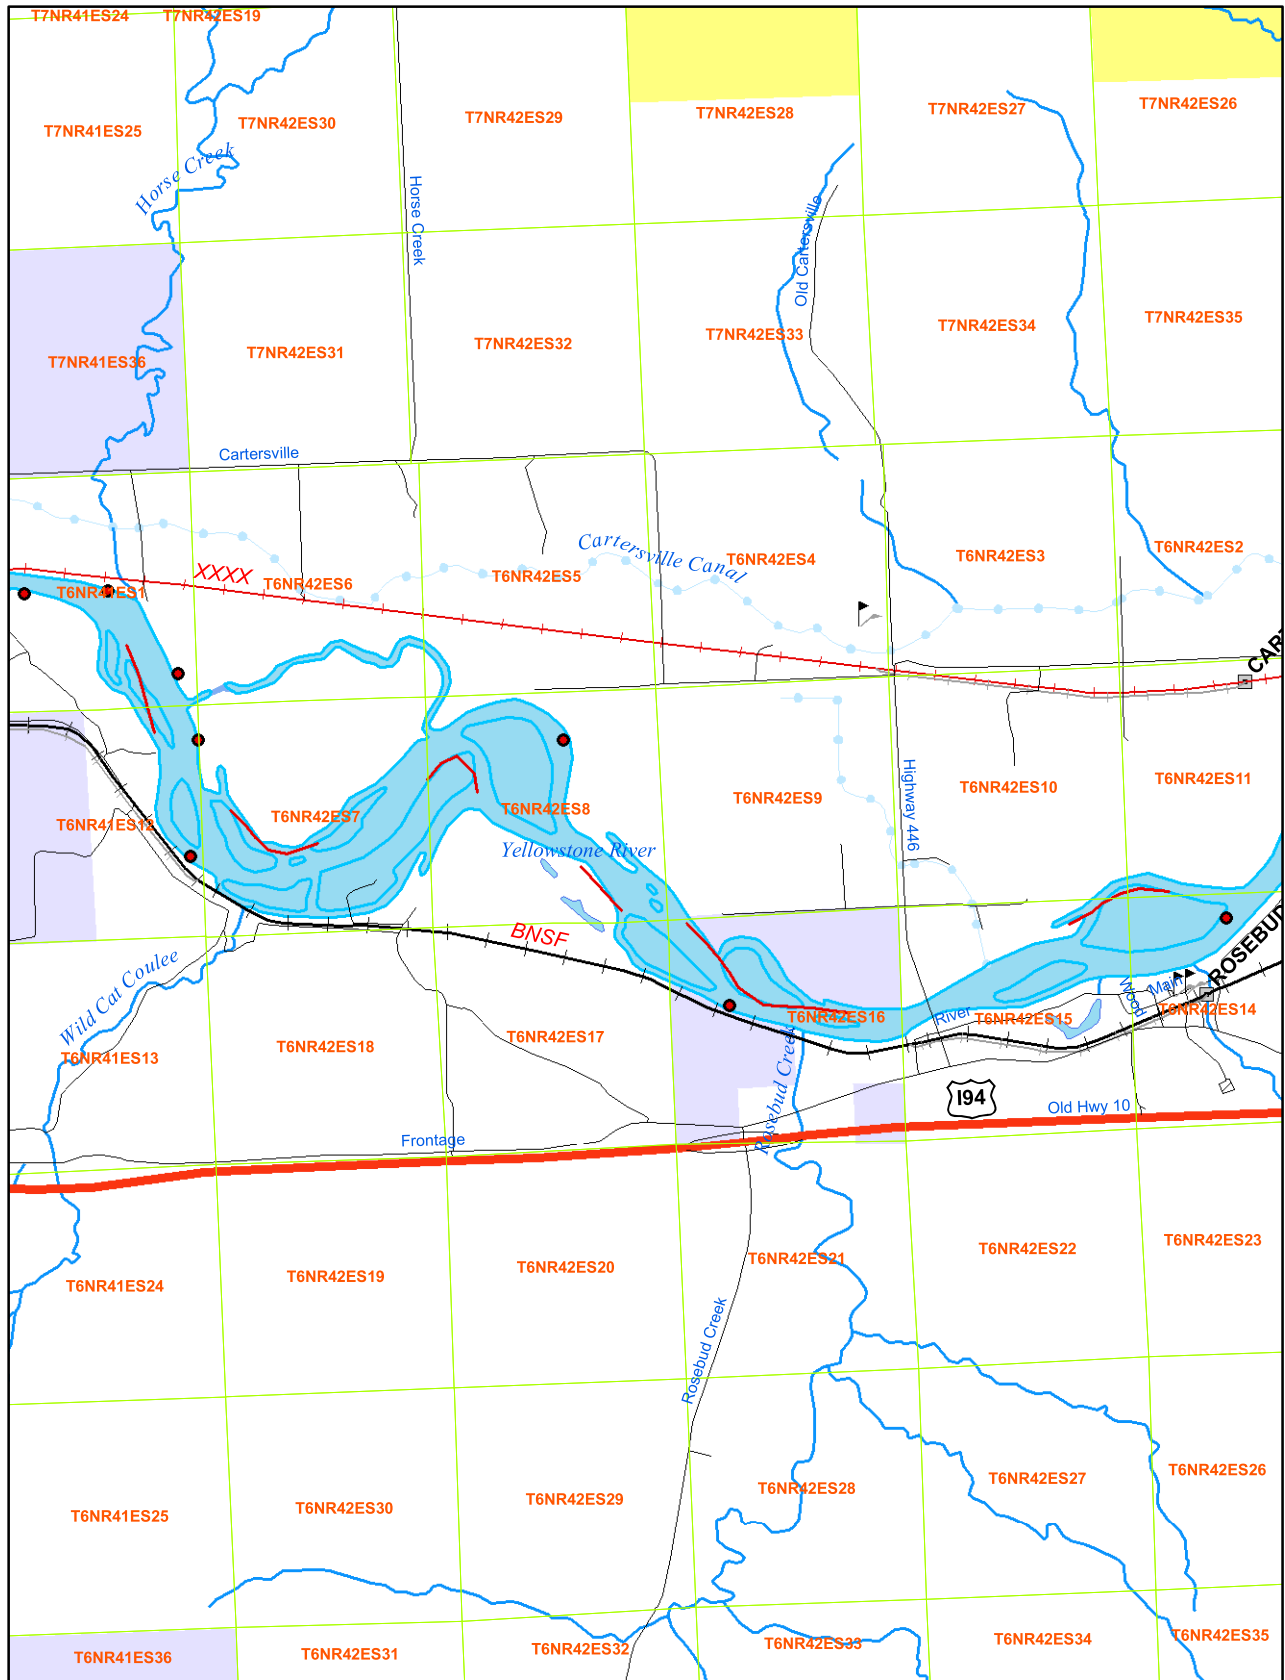 T7NR41ES24
T7NR42ES19
T7NR41ES25
T7NR42ES30
T7NR42ES29
T7NR42ES28
T7NR42ES27
T7NR42ES26
Horse Creek
Horse Creek
Old Cartersville
T7NR41ES36
T7NR42ES31
T7NR42ES32
T7NR42ES33
T7NR42ES34
T7NR42ES35
Cartersville
Cartersville Canal
XXXX
T6NR41ES1
T6NR42ES6
T6NR42ES5
T6NR42ES4
T6NR42ES3
T6NR42ES2
CART
T6NR41ES12
T6NR42ES7
T6NR42ES8
T6NR42ES9
Highway 446
T6NR42ES10
T6NR42ES11
Yellowstone River
BNSF
ROSEBUD
Wild Cat Coulee
T6NR41ES13
T6NR42ES18
T6NR42ES17
T6NR42ES16
River
T6NR42ES15
Wood
Main
T6NR42ES14
Rosebud Creek
I94
Old Hwy 10
Frontage
T6NR41ES24
T6NR42ES19
T6NR42ES20
T6NR42ES21
T6NR42ES22
T6NR42ES23
Rosebud Creek
T6NR41ES25
T6NR42ES30
T6NR42ES29
T6NR42ES28
T6NR42ES27
T6NR42ES26
T6NR41ES36
T6NR42ES31
T6NR42ES32
T6NR42ES33
T6NR42ES34
T6NR42ES35